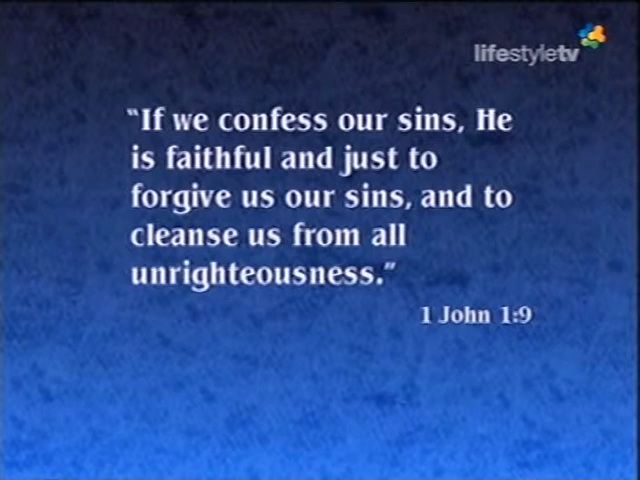 lifestyletv
“If we confess our sins, He
is faithful and just to
forgive us our sins, and to
cleanse us from all
unrighteousness.”
1 John 1:9